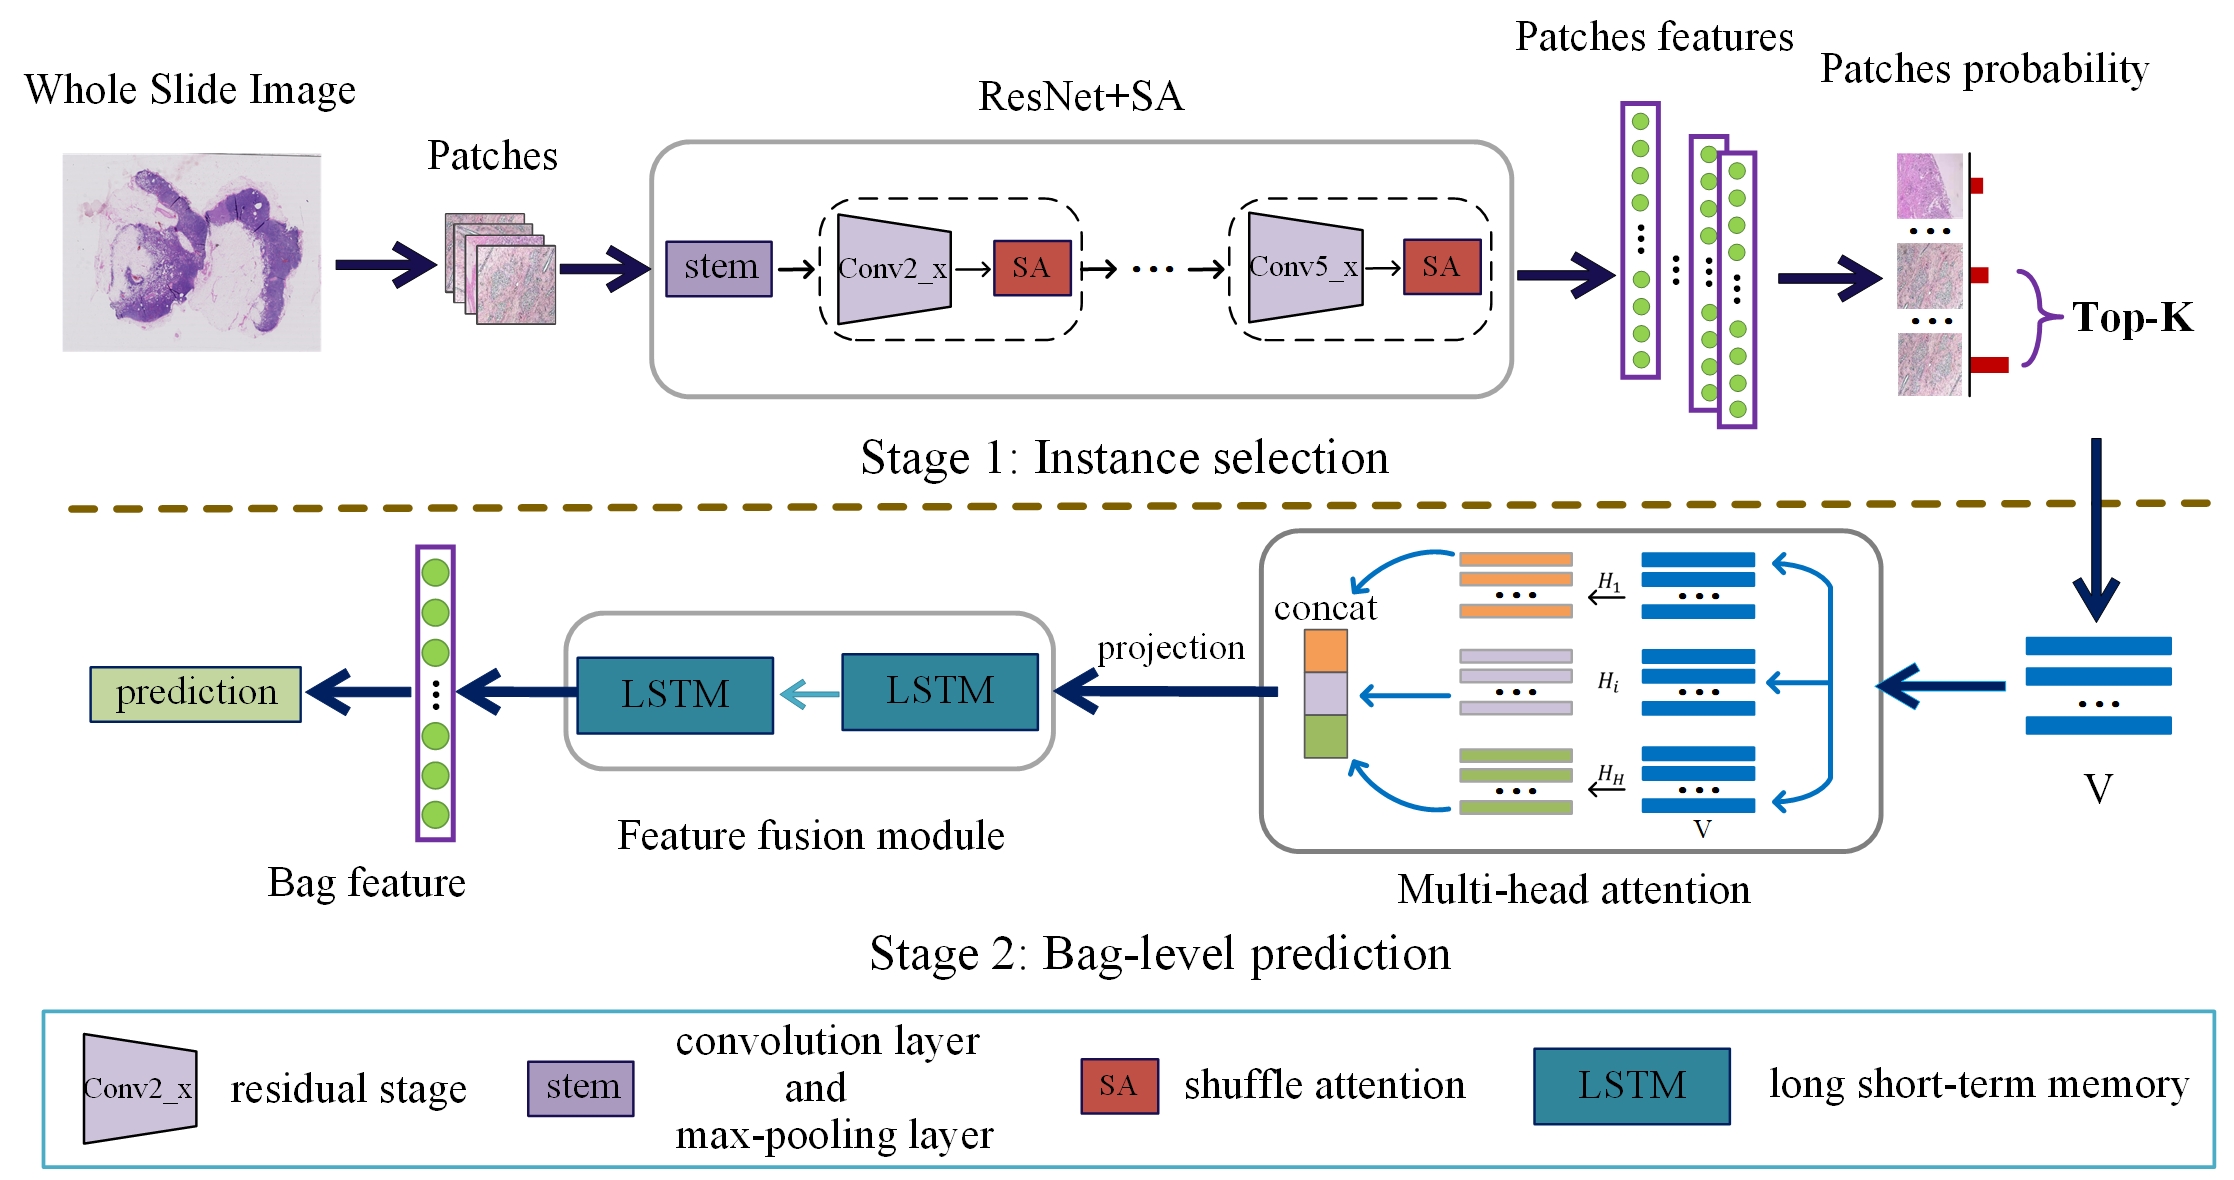 Whole Slide Image
Patches
ResNet+SA
Patches features
Patches probability
stem
Conv2_x
SA
...
Conv5_x
SA
...
...
Top-K
Stage 1: Instance selection
V
Multi-head attention
concat
H₁
Hᵢ
H_H
V
projection
LSTM
LSTM
Feature fusion module
Bag feature
prediction
Stage 2: Bag-level prediction
Conv2_x
residual stage
stem
convolution layer
and
max-pooling layer
SA
shuffle attention
LSTM
long short-term memory